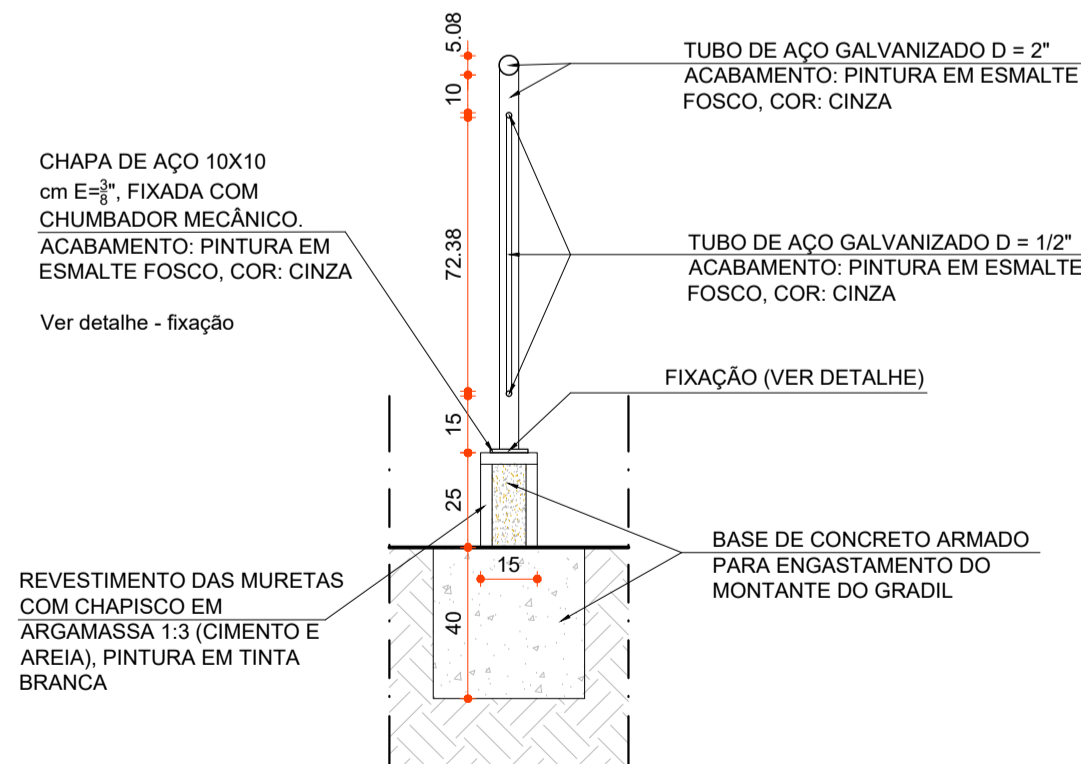 5.08
TUBO DE AÇO GALVANIZADO D = 2"
ACABAMENTO: PINTURA EM ESMALTE
FOSCO, COR: CINZA
10
CHAPA DE AÇO 10X10
cm E=3/8", FIXADA COM
CHUMBADOR MECÂNICO.
ACABAMENTO: PINTURA EM
ESMALTE FOSCO, COR: CINZA
Ver detalhe - fixação
72.38
TUBO DE AÇO GALVANIZADO D = 1/2"
ACABAMENTO: PINTURA EM ESMALTE
FOSCO, COR: CINZA
FIXAÇÃO (VER DETALHE)
15
25
15
BASE DE CONCRETO ARMADO
PARA ENGASTAMENTO DO
MONTANTE DO GRADIL
REVESTIMENTO DAS MURETAS
COM CHAPISCO EM
ARGAMASSA 1:3 (CIMENTO E
AREIA), PINTURA EM TINTA
BRANCA
40